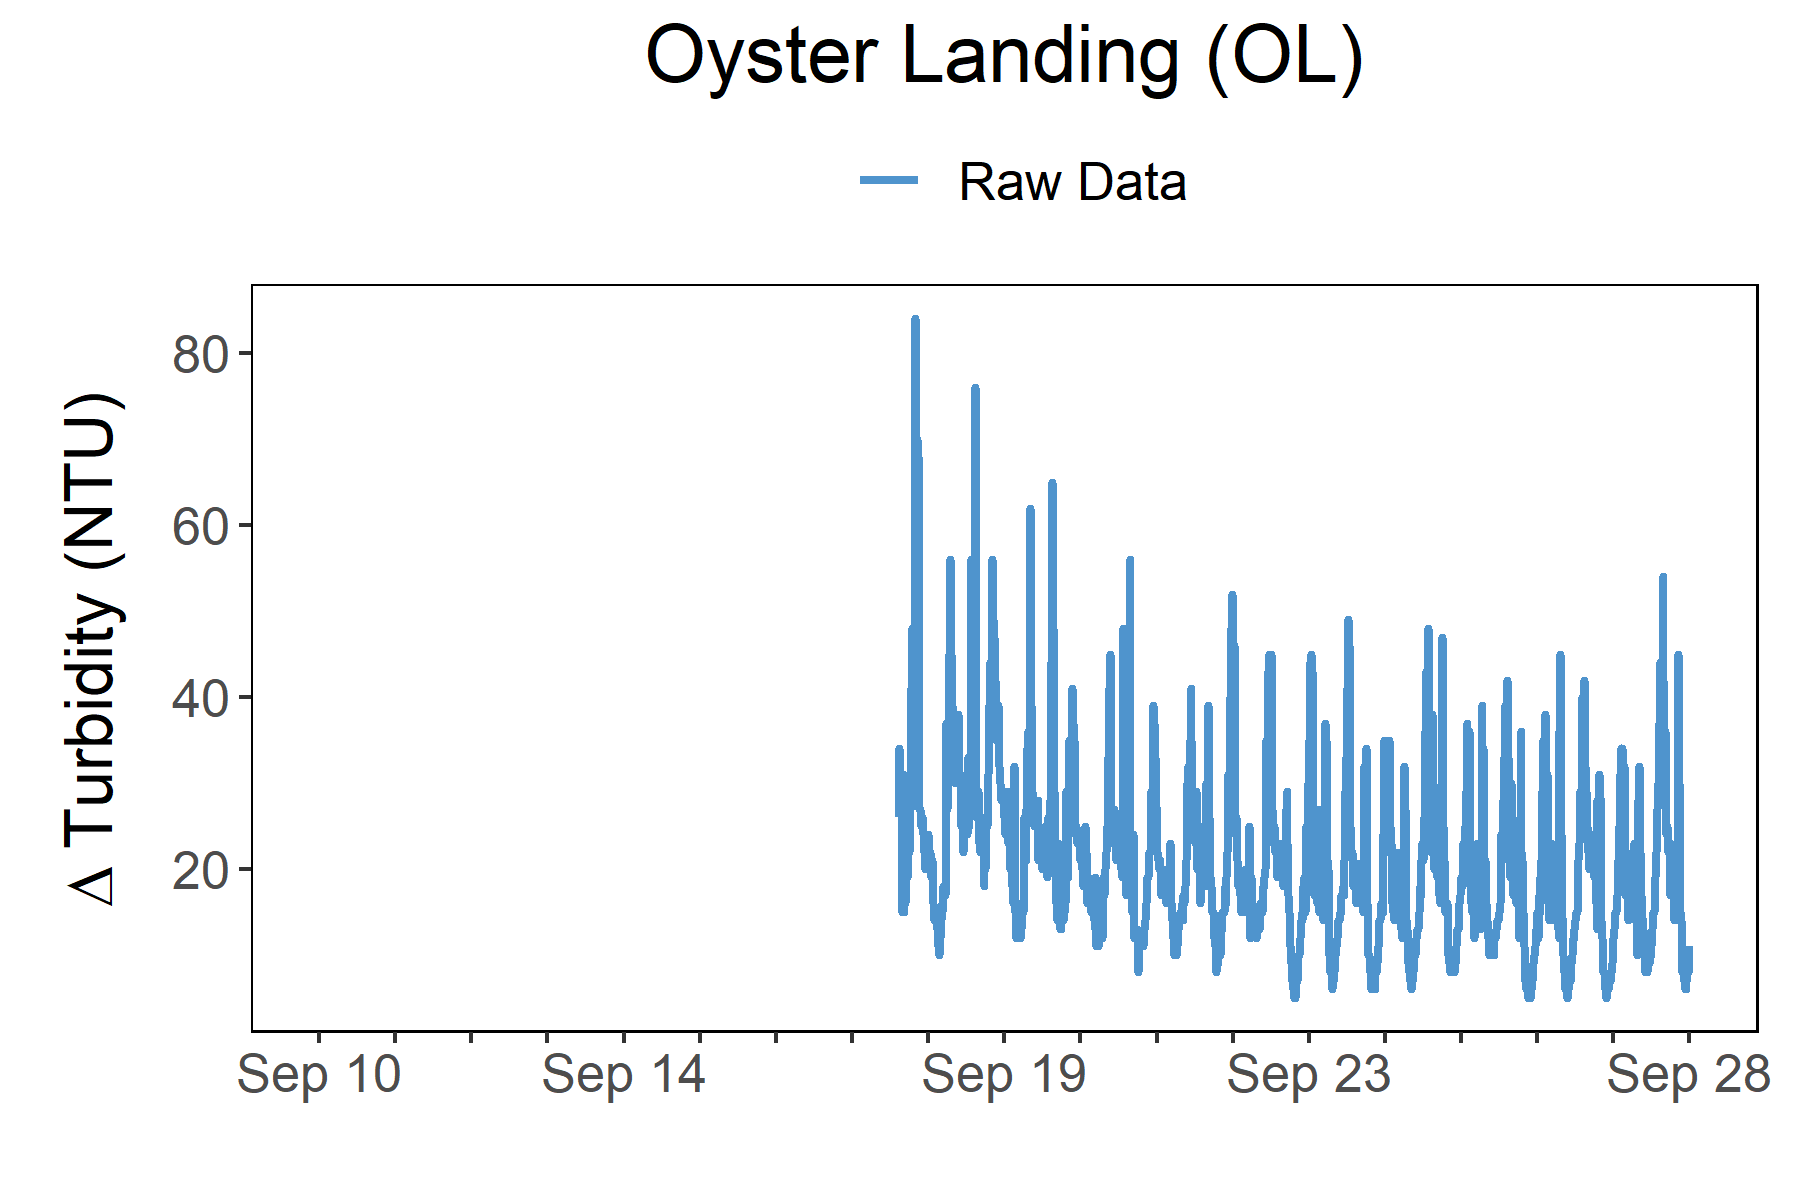 Oyster Landing (OL)
Raw Data
Δ Turbidity (NTU)
80
60
40
20
Sep 10 Sep 14 Sep 19 Sep 23 Sep 28